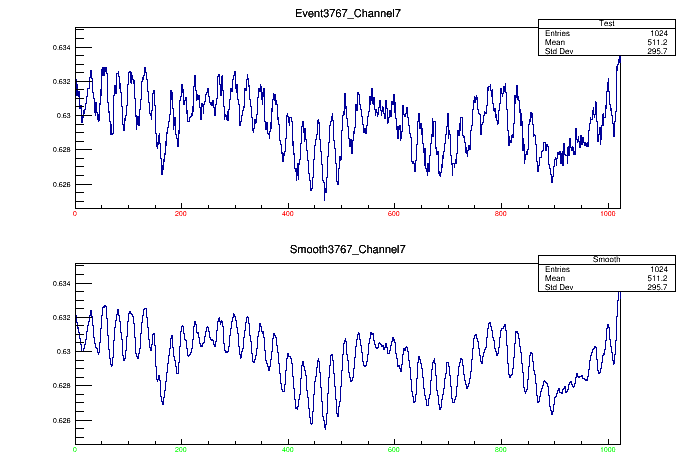 Event3767_Channel7
Test
Entries 1024
Mean 511.2
Std Dev 295.7
0.634
0.632
0.63
0.628
0.626
0 200 400 600 800 1000
Smooth3767_Channel7
Smooth
Entries 1024
Mean 511.2
Std Dev 295.7
0.634
0.632
0.63
0.628
0.626
0 200 400 600 800 1000